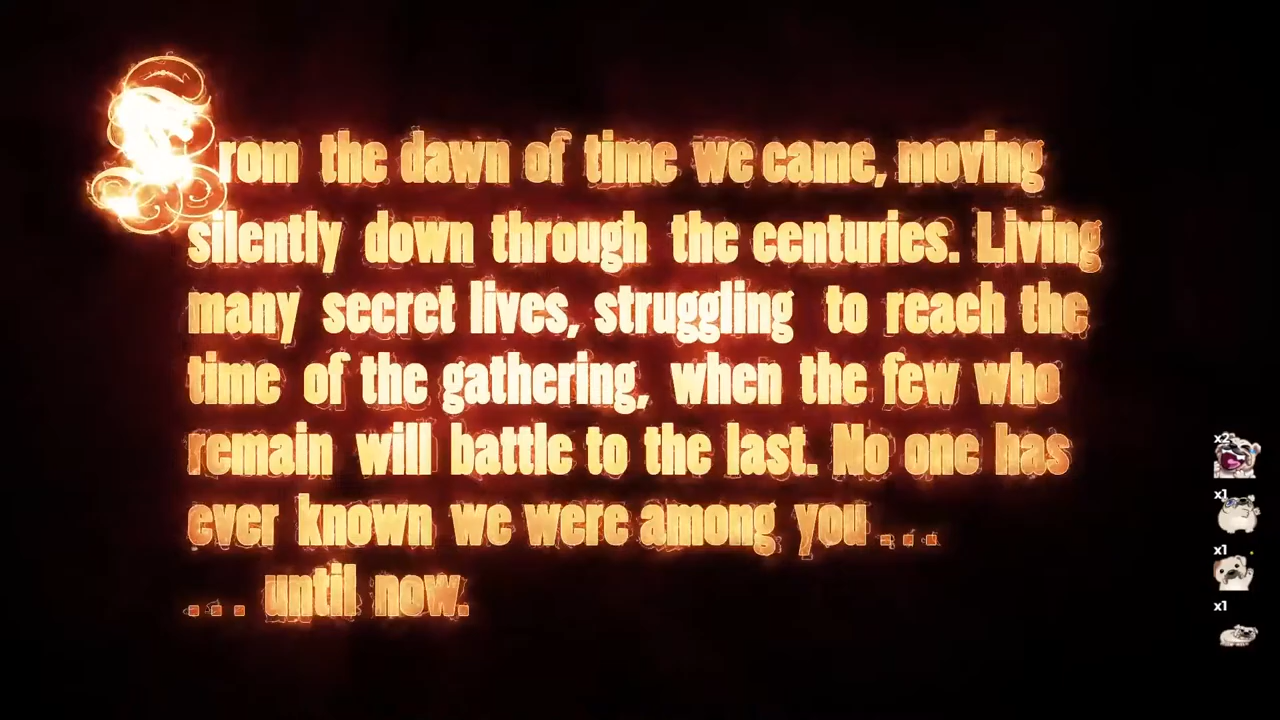 From the dawn of time we came, moving
silently down through the centuries. Living
many secret lives, struggling to reach the
time of the gathering, when the few who
remain will battle to the last. No one has
ever known we were among you . . .
. . . until now.
x2
x1
x1
x1